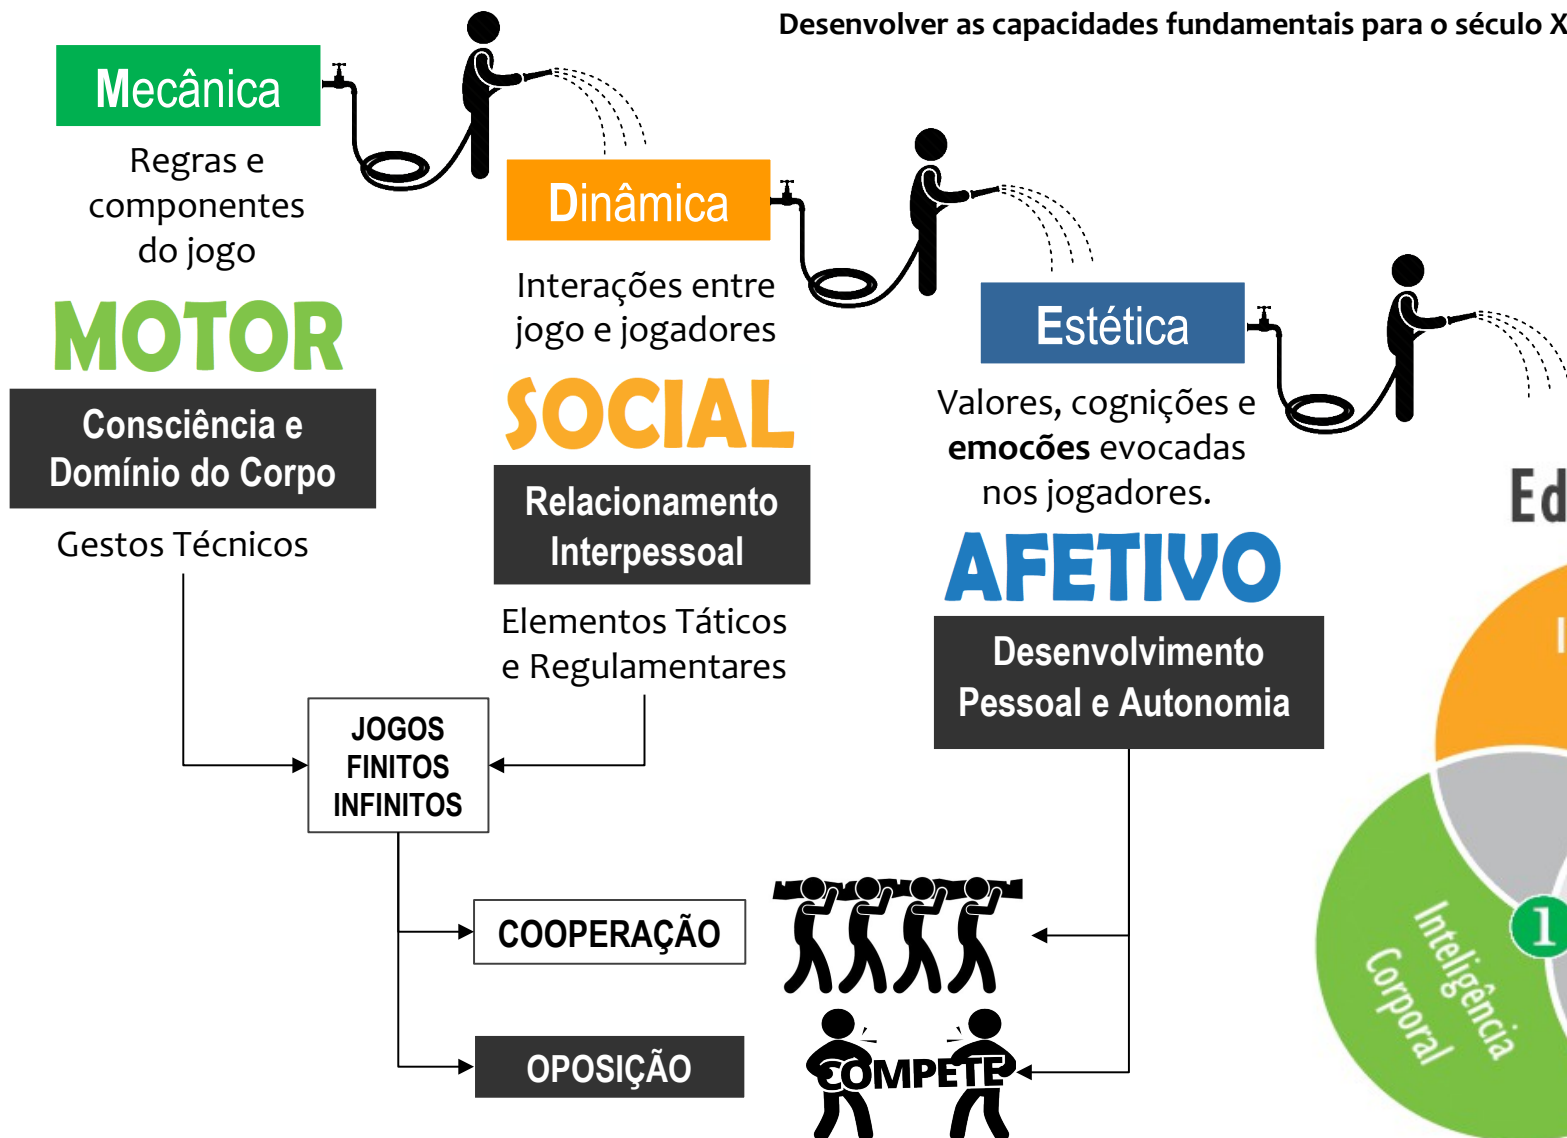 Desenvolver as capacidades fundamentais para o século X
Mecânica
Regras e
componentes
do jogo
MOTOR
Consciência e
Domínio do Corpo
Gestos Técnicos
Dinâmica
Interações entre
jogo e jogadores
SOCIAL
Relacionamento
Interpessoal
Elementos Táticos
e Regulamentares
Estética
Valores, cognições e
emocões evocadas
nos jogadores.
AFETIVO
Desenvolvimento
Pessoal e Autonomia
JOGOS
FINITOS
INFINITOS
COOPERAÇÃO
OPOSIÇÃO
COMPETE
Ed
I
Inteligência
Corporal
1